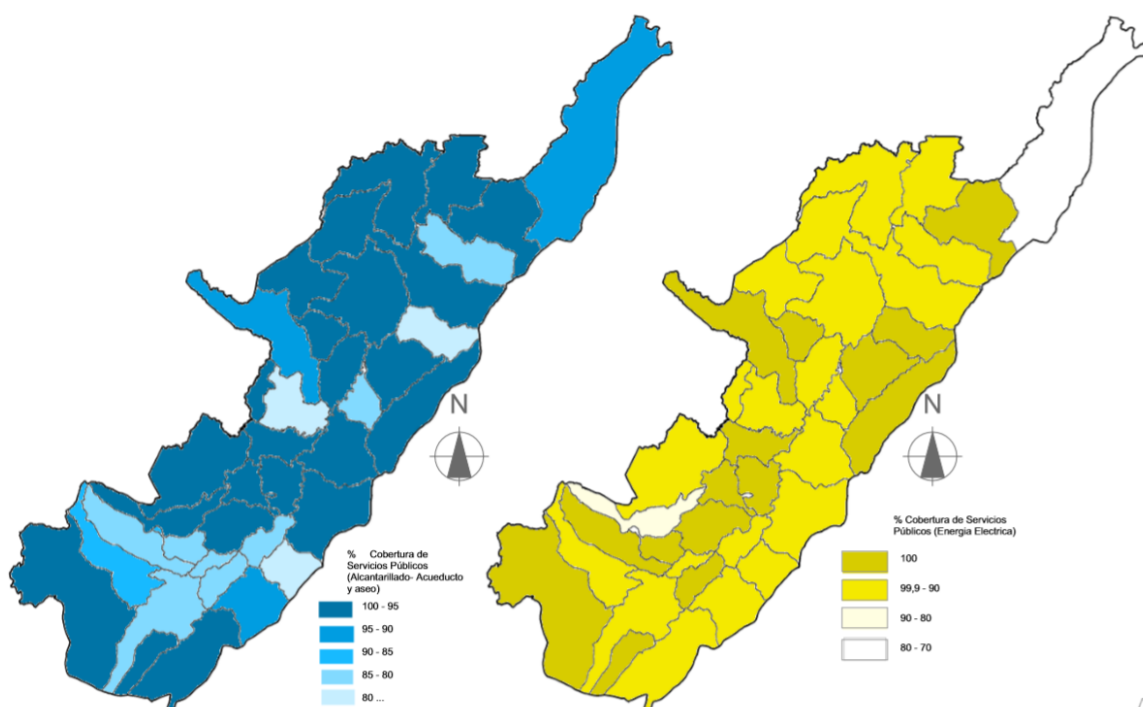 N
% Cobertura de
Servicios Públicos
(Alcantarillado- Acueducto
y aseo)
100 - 95
95 - 90
90 - 85
85 - 80
80 ...
N
% Cobertura de Servicios
Públicos (Energia Electrica)
100
99,9 - 90
90 - 80
80 - 70